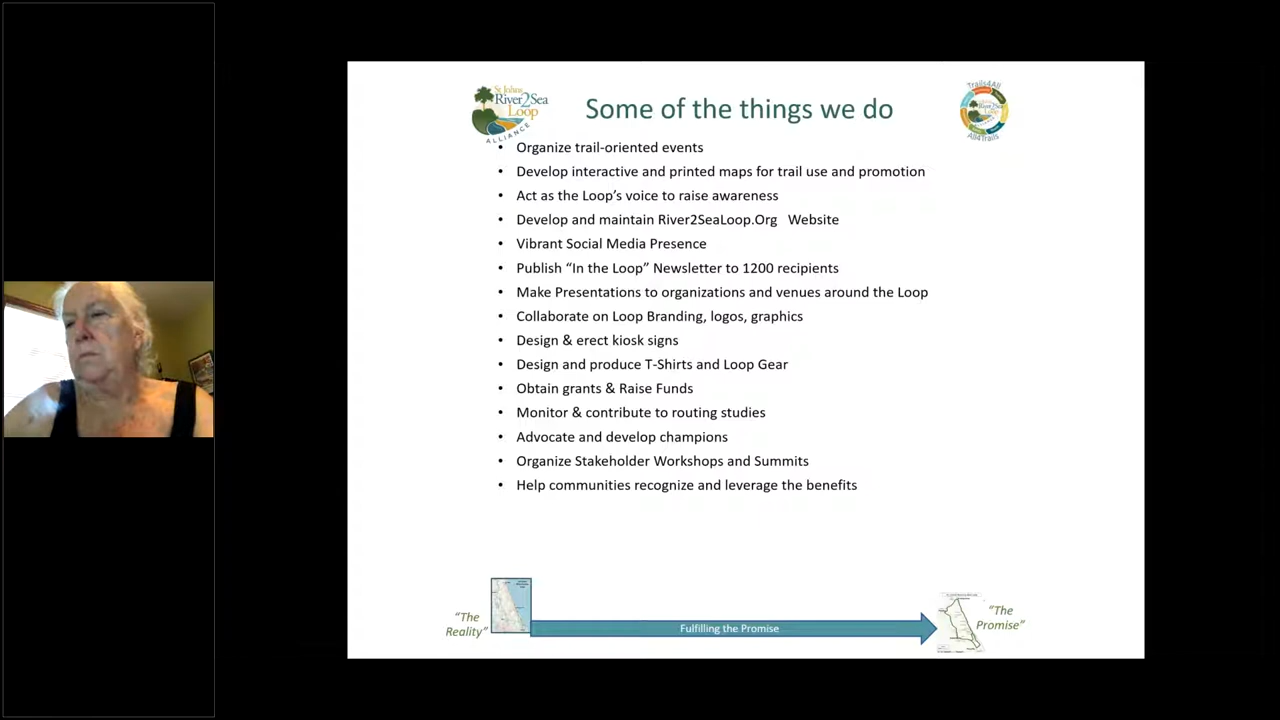 St Johns
River2Sea
Loop
ALLIANCE
Some of the things we do
Trails4All
All4Trails
• Organize trail-oriented events
• Develop interactive and printed maps for trail use and promotion
• Act as the Loop’s voice to raise awareness
• Develop and maintain River2SeaLoop.Org   Website
• Vibrant Social Media Presence
• Publish “In the Loop” Newsletter to 1200 recipients
• Make Presentations to organizations and venues around the Loop
• Collaborate on Loop Branding, logos, graphics
• Design & erect kiosk signs
• Design and produce T-Shirts and Loop Gear
• Obtain grants & Raise Funds
• Monitor & contribute to routing studies
• Advocate and develop champions
• Organize Stakeholder Workshops and Summits
• Help communities recognize and leverage the benefits
“The
Reality”
Fulfilling the Promise
“The
Promise”